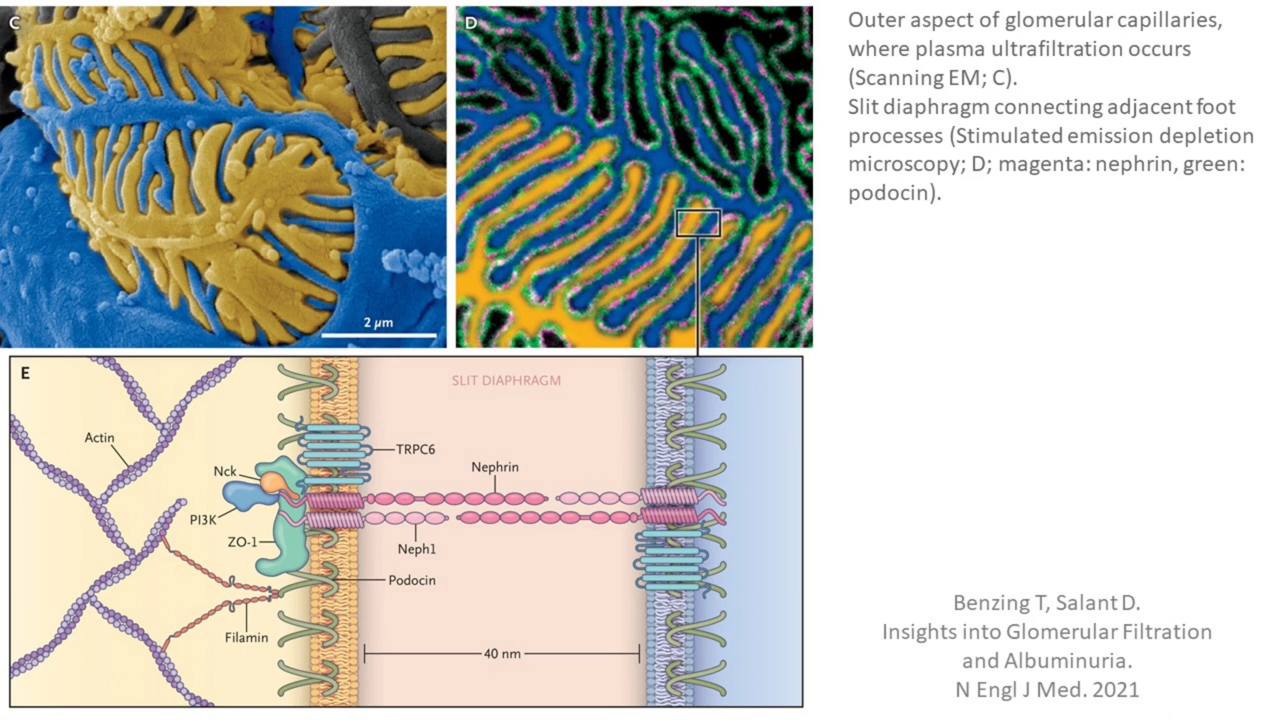 C
2 µm
D
Outer aspect of glomerular capillaries,
where plasma ultrafiltration occurs
(Scanning EM; C).
Slit diaphragm connecting adjacent foot
processes (Stimulated emission depletion
microscopy; D; magenta: nephrin, green:
podocin).
E
SLIT DIAPHRAGM
Actin
TRPC6
Nck
Nephrin
PI3K
ZO-1
Neph1
Podocin
Filamin
40 nm
Benzing T, Salant D.
Insights into Glomerular Filtration
and Albuminuria.
N Engl J Med. 2021